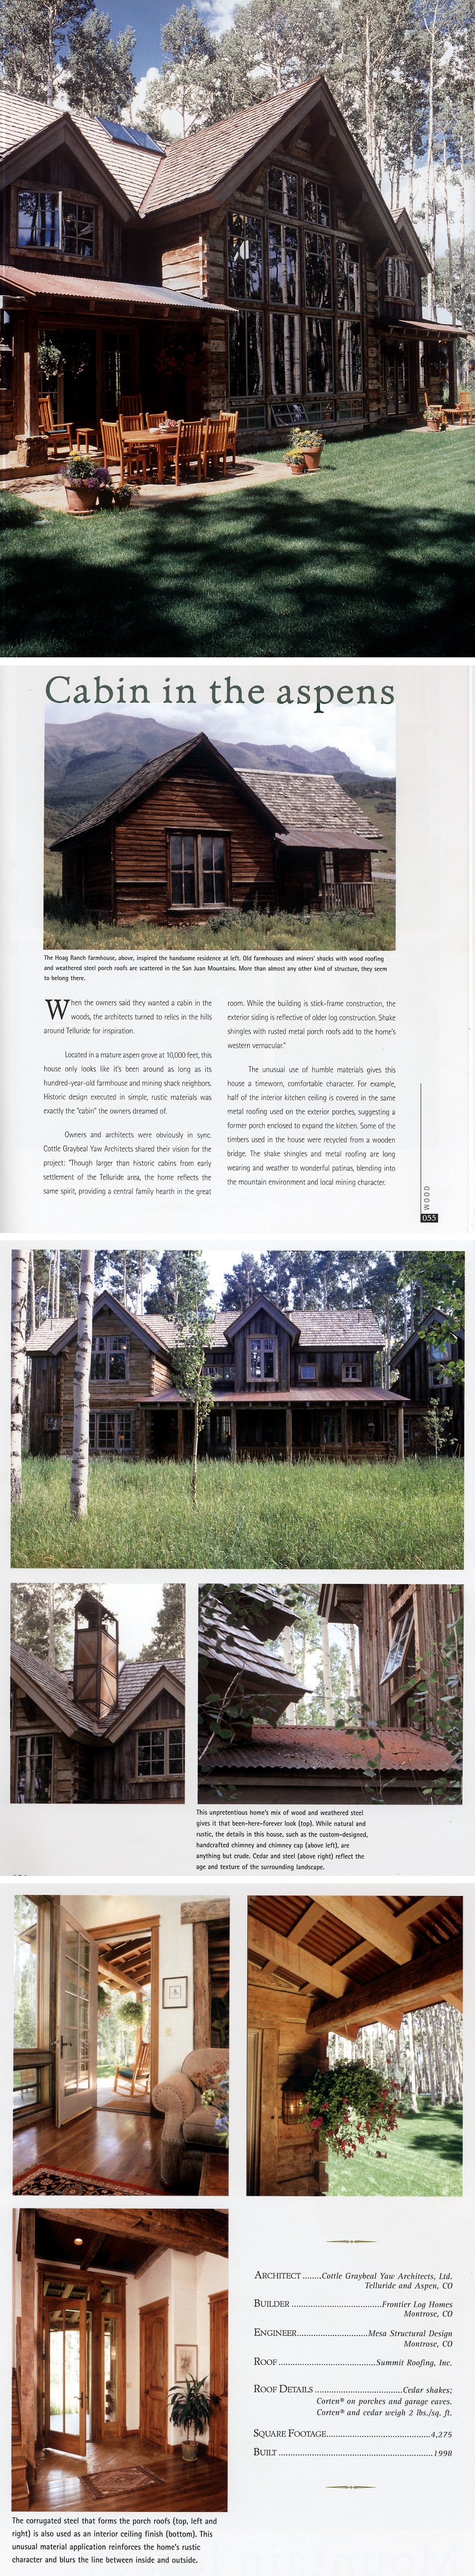 Cabin in the aspens
The Hoag Ranch farmhouse, above, inspired the handsome residence at left. Old farmhouses and miners' shacks with wood roofing
and weathered steel porch roofs are scattered in the San Juan Mountains. More than almost any other kind of structure, they seem
to belong there.
When the owners said they wanted a cabin in the
woods, the architects turned to relics in the hills
around Telluride for inspiration.
Located in a mature aspen grove at 10,000 feet, this
house only looks like it's been around as long as its
hundred-year-old farmhouse and mining shack neighbors.
Historic design executed in simple, rustic materials was
exactly the "cabin" the owners dreamed of.
Owners and architects were obviously in sync.
Cottle Graybeal Yaw Architects shared their vision for the
project: "Though larger than historic cabins from early
settlement of the Telluride area, the home reflects the
same spirit, providing a central family hearth in the great
room. While the building is stick-frame construction, the
exterior siding is reflective of older log construction. Shake
shingles with rusted metal porch roofs add to the home's
western vernacular."
The unusual use of humble materials gives this
house a timeworn, comfortable character. For example,
half of the interior kitchen ceiling is covered in the same
metal roofing used on the exterior porches, suggesting a
former porch enclosed to expand the kitchen. Some of the
timbers used in the house were recycled from a wooden
bridge. The shake shingles and metal roofing are long
wearing and weather to wonderful patinas, blending into
the mountain environment and local mining character.
WOOD
055
This unpretentious home's mix of wood and weathered steel
gives it that been-here-forever look (top). While natural and
rustic, the details in this house, such as the custom-designed,
handcrafted chimney and chimney cap (above left), are
anything but crude. Cedar and steel (above right) reflect the
age and texture of the surrounding landscape.
ARCHITECT ........Cottle Graybeal Yaw Architects, Ltd.
Telluride and Aspen, CO
BUILDER ..................................Frontier Log Homes
Montrose, CO
ENGINEER...........................Mesa Structural Design
Montrose, CO
ROOF.....................................Summit Roofing, Inc.
ROOF DETAILS .................................Cedar shakes;
Corten® on porches and garage eaves.
Corten® and cedar weigh 2 lbs./sq. ft.
SQUARE FOOTAGE.......................................4,275
BUILT ..........................................................1998
The corrugated steel that forms the porch roofs (top, left and
right) is also used as an interior ceiling finish (bottom). This
unusual material application reinforces the home's rustic
character and blurs the line between inside and outside.